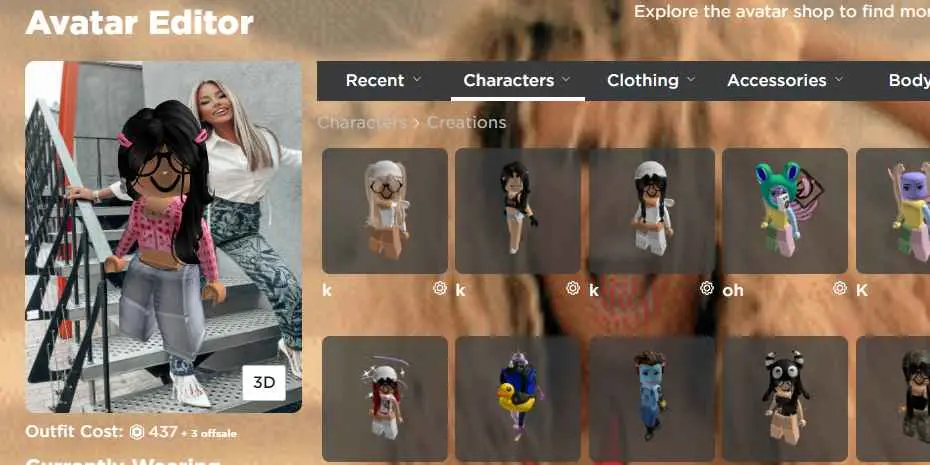 Avatar Editor
Explore the avatar shop to find mor
Recent
Characters
Clothing
Accessories
Body
Characters > Creations
k
k
k
oh
K
3D
Outfit Cost: 437 + 3 offsale
Currently Wearing